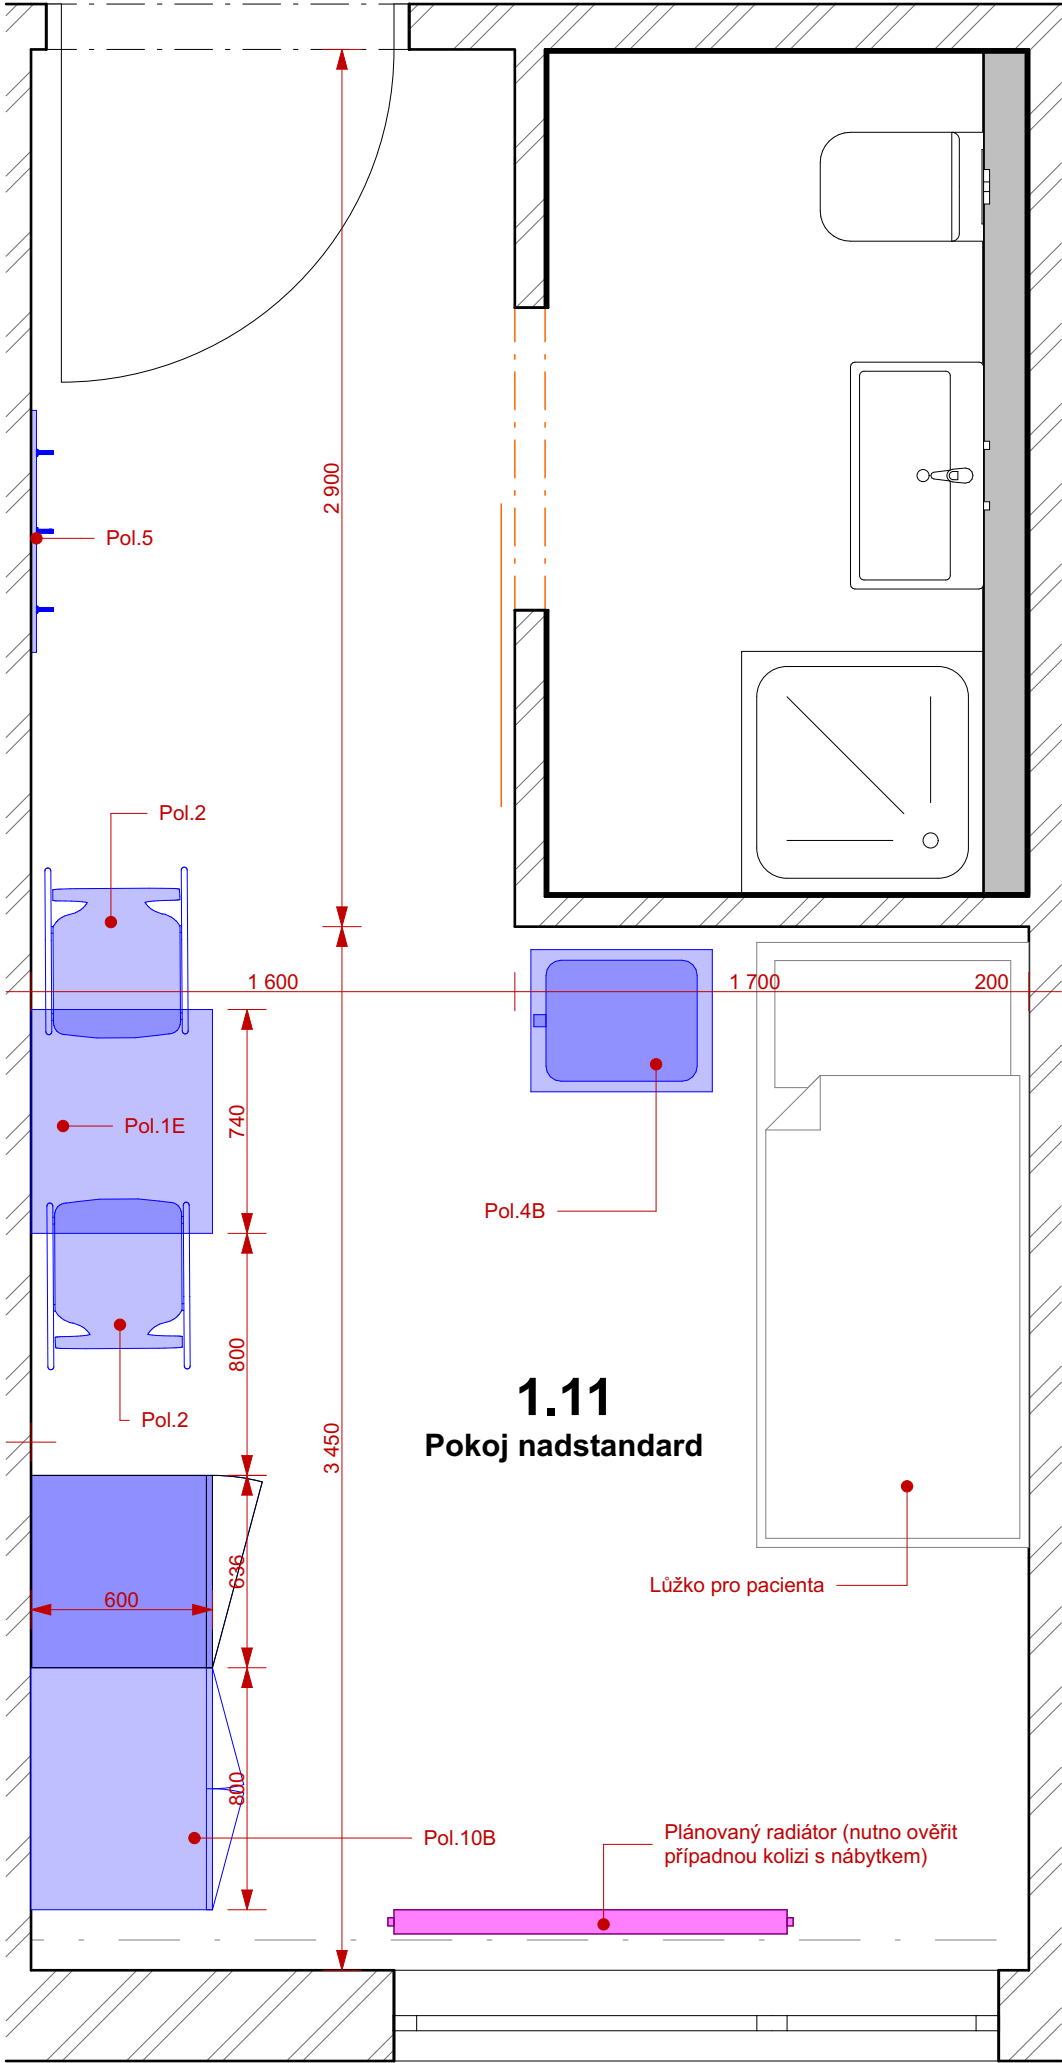 2 900
Pol.5
Pol.2
1 600
1 700
200
740
Pol.1E
Pol.4B
800
3 450
1.11
Pokoj nadstandard
Pol.2
636
600
Lůžko pro pacienta
800
Pol.10B
Plánovaný radiátor (nutno ověřit
případnou kolizi s nábytkem)